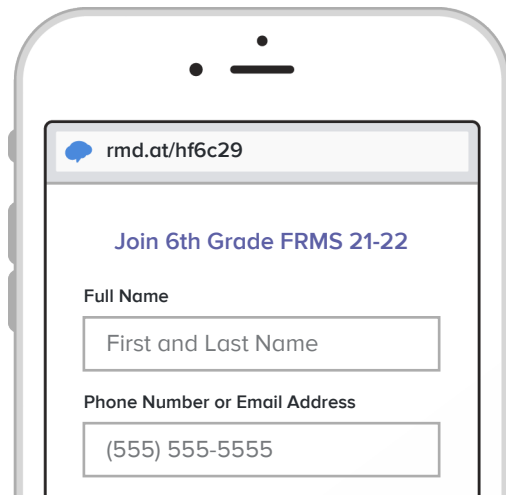 rmd.at/hf6c29
Join 6th Grade FRMS 21-22
Full Name
First and Last Name
Phone Number or Email Address
(555) 555-5555